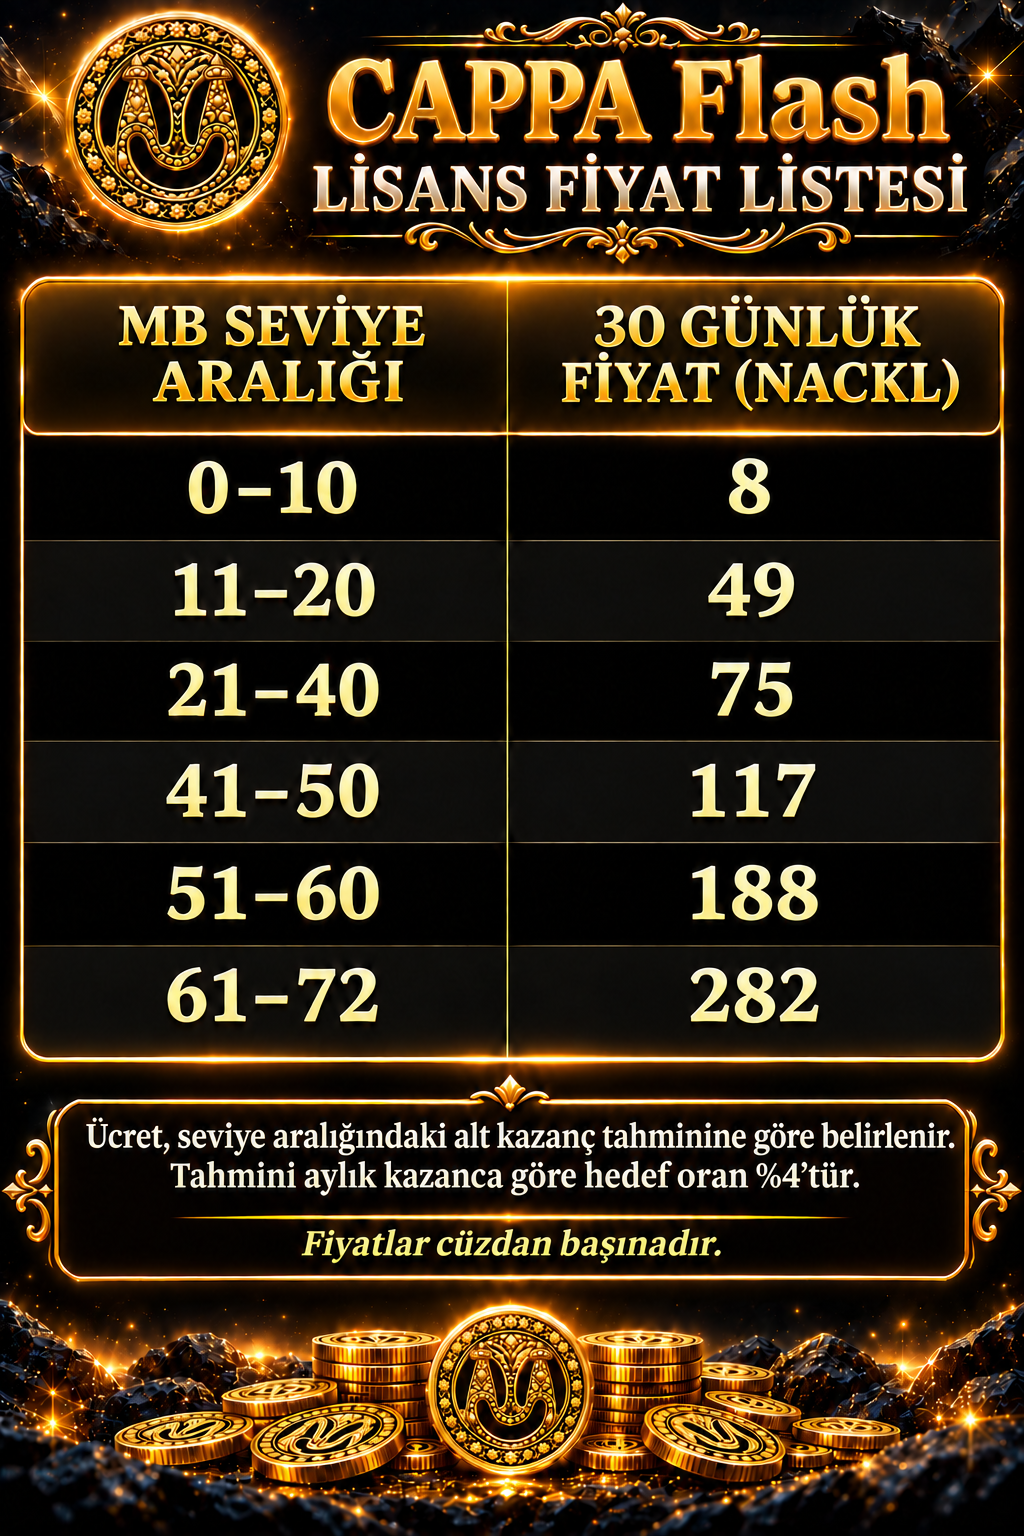 CAPPA Flash
LİSANS FİYAT LİSTESİ
MB SEVİYE
ARALIĞI
30 GÜNLÜK
FİYAT (NACKL)
0–10
8
11–20
49
21–40
75
41–50
117
51–60
188
61–72
282
Ücret, seviye aralığındaki alt kazanç tahminine göre belirlenir.
Tahmini aylık kazanca göre hedef oran %4’tür.
Fiyatlar cüzdan başınadır.